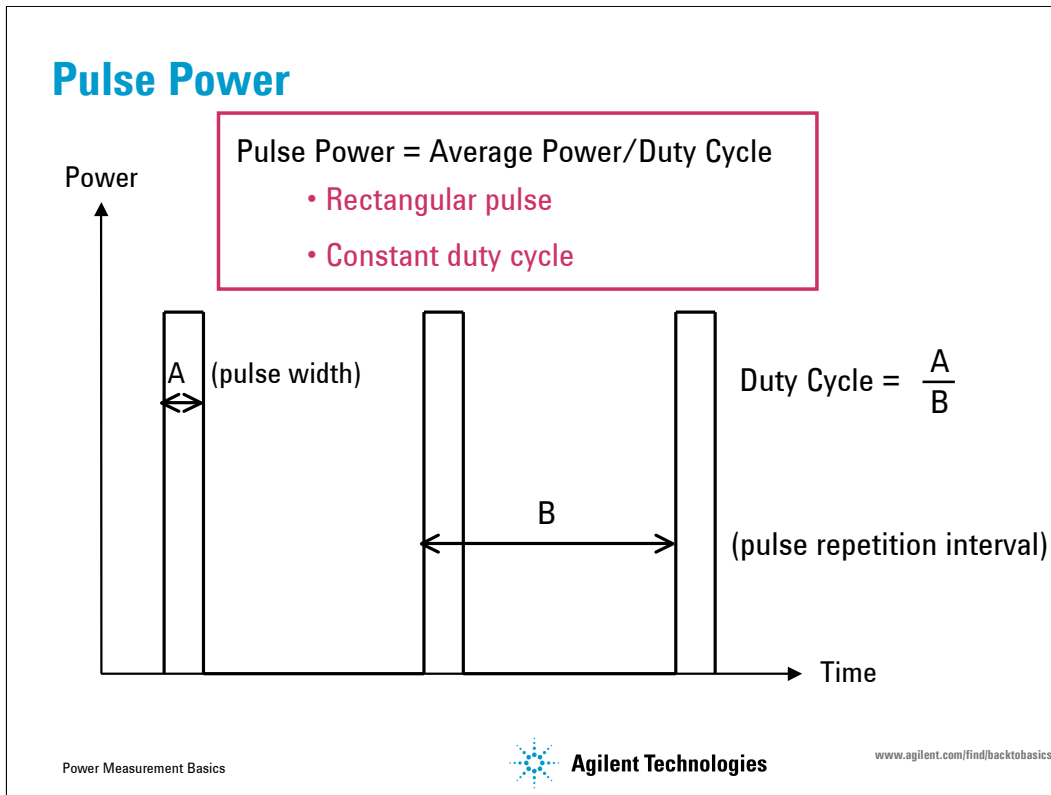 Pulse Power
Pulse Power = Average Power/Duty Cycle
• Rectangular pulse
• Constant duty cycle
Power
A (pulse width)
Duty Cycle = A
B
B
(pulse repetition interval)
Time
Power Measurement Basics
Agilent Technologies
www.agilent.com/find/backtobasics